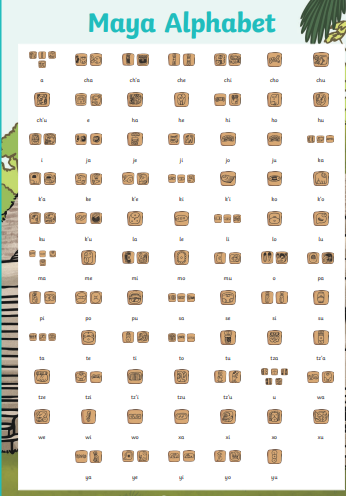 Maya Alphabet
a cha ch'a che chi cho chu
ch'u e ha he hi ho hu
i ja je ji jo ju ka
k'a ke k'e ki k'i ko k'o
ku k'u la le li lo lu
ma me mi mo mu o pa
pi po pu sa se si su
ta te ti to tu tza tz'a
tze tzi tz'i tzu tz'u u wa
we wi wo xa xi xo xu
ya ye yi yo yu